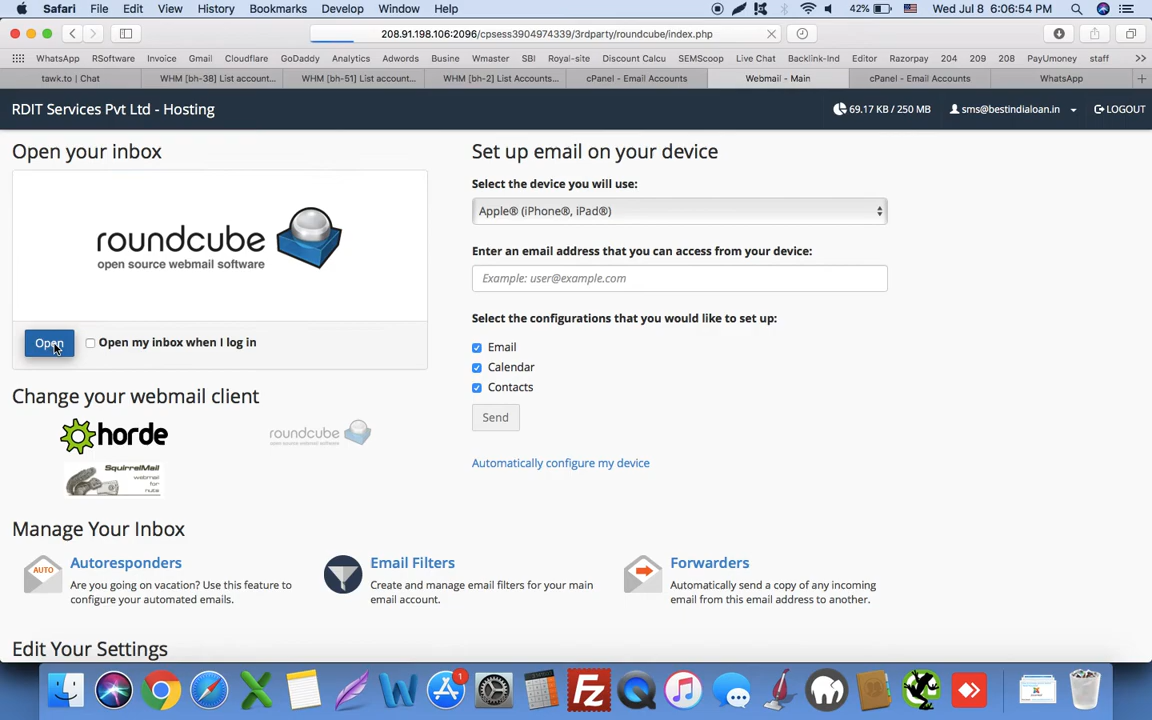 Safari File Edit View History Bookmarks Develop Window Help 42% Wed Jul 8 6:06:54 PM
208.91.198.106:2096/cpsess3904974339/3rdparty/roundcube/index.php
WhatsApp RSoftware Invoice Gmail Cloudflare GoDaddy Analytics Adwords Busine Wmaster SBI Royal-site Discount Calcu SEMScoop Live Chat Backlink-Ind Editor Razorpay 204 209 208 PayUmoney staff >>
tawk.to | Chat WHM [bh-38] List account... WHM [bh-51] List account... WHM [bh-2] List Accounts... cPanel - Email Accounts Webmail - Main cPanel - Email Accounts WhatsApp
RDIT Services Pvt Ltd - Hosting 69.17 KB / 250 MB sms@bestindialoan.in LOGOUT
Open your inbox
roundcube
open source webmail software
Open Open my inbox when I log in
Change your webmail client
horde roundcube
open source webmail software
SquirrelMail
webmail
for
nuts
Set up email on your device
Select the device you will use:
Apple® (iPhone®, iPad®)
Enter an email address that you can access from your device:
Example: user@example.com
Select the configurations that you would like to set up:
Email
Calendar
Contacts
Send
Automatically configure my device
Manage Your Inbox
AUTO
Autoresponders
Are you going on vacation? Use this feature to
configure your automated emails.
Email Filters
Create and manage email filters for your main
email account.
Forwarders
Automatically send a copy of any incoming
email from this email address to another.
Edit Your Settings
1